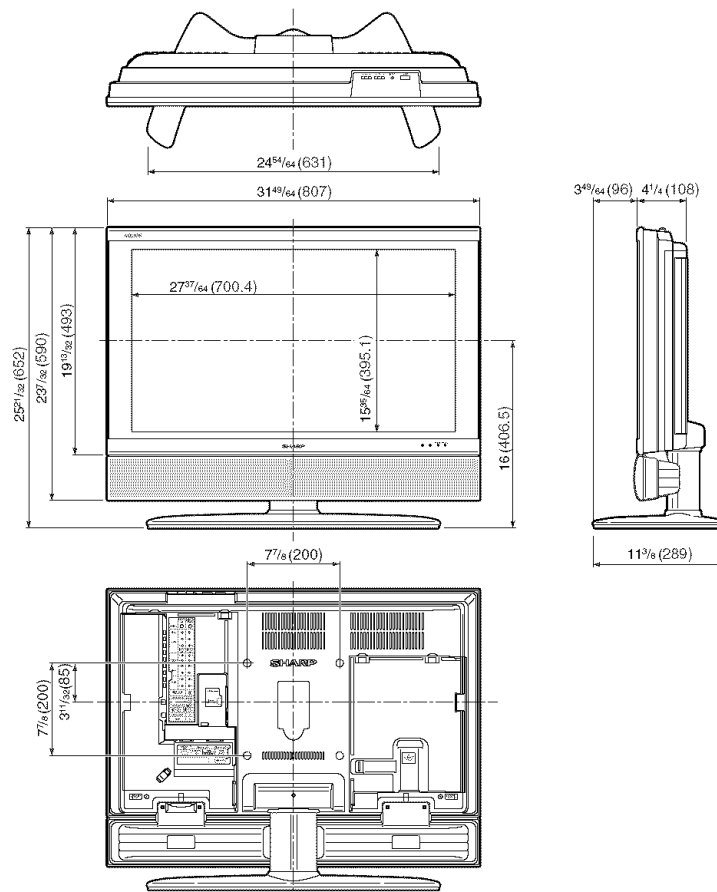 24 54/64 (631)
31 49/64 (807)
3 49/64 (96)
4 1/4 (108)
AQUOS
27 37/64 (700.4)
15 35/64 (395.1)
19 13/32 (493)
23 7/32 (590)
25 21/32 (652)
16 (406.5)
SHARP
11 3/8 (289)
7 7/8 (200)
SHARP
3 11/32 (85)
7 7/8 (200)